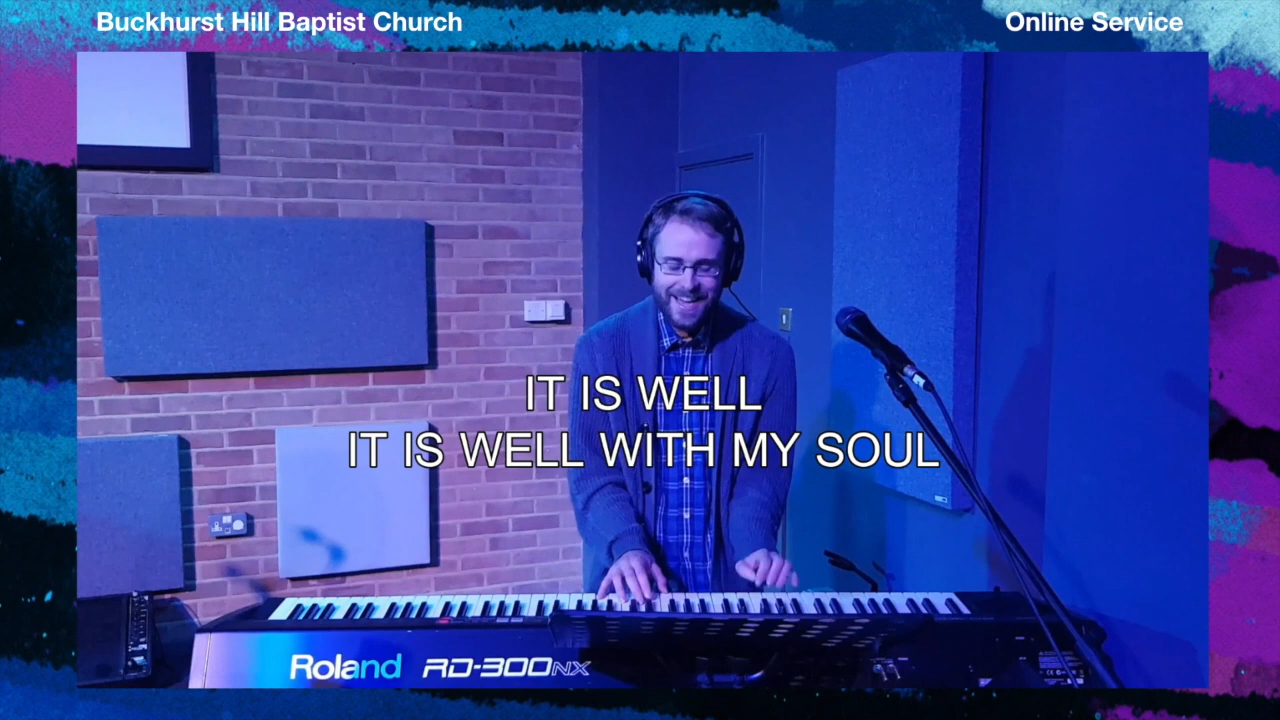 Buckhurst Hill Baptist Church
Online Service
IT IS WELL
IT IS WELL WITH MY SOUL
Roland RD-300NX